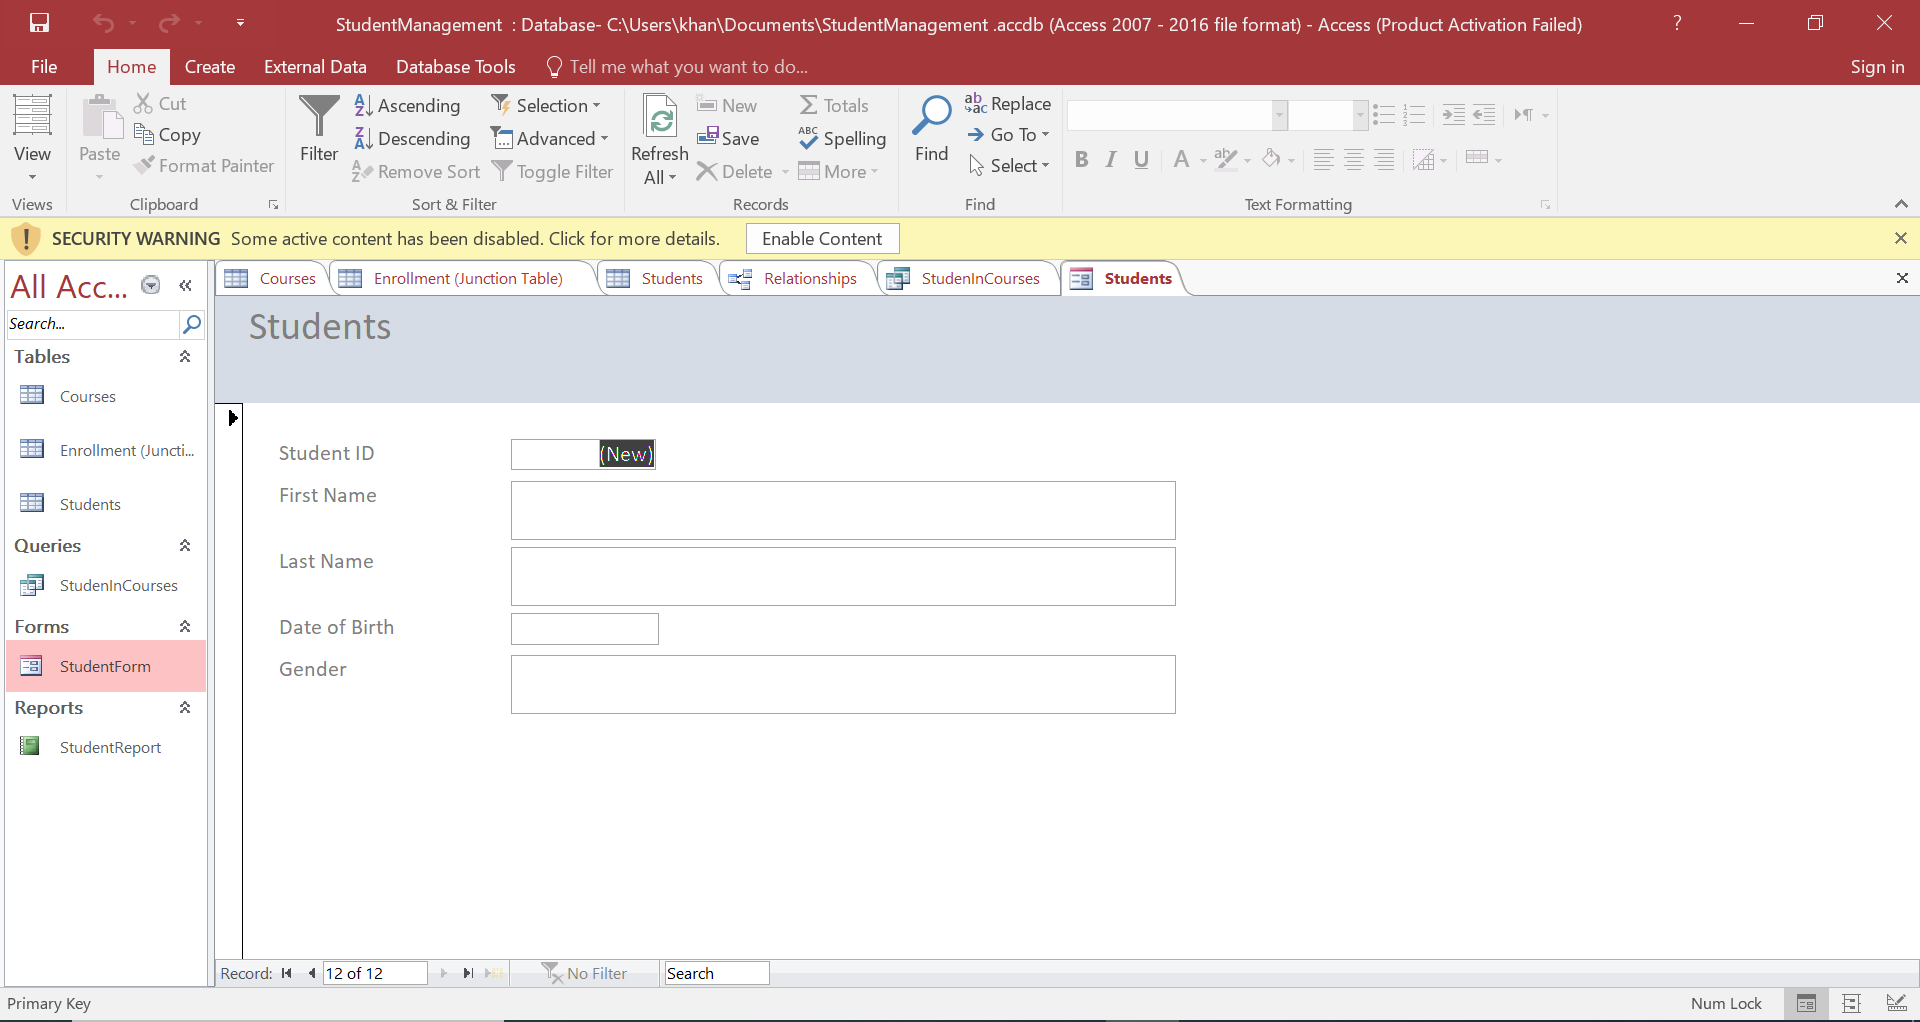 StudentManagement : Database- C:\Users\khan\Documents\StudentManagement .accdb (Access 2007 - 2016 file format) - Access (Product Activation Failed)
?
File Home Create External Data Database Tools Tell me what you want to do... Sign in
View
Views
Paste
Cut
Copy
Format Painter
Clipboard
Filter
Ascending
Descending
Remove Sort
Selection
Advanced
Toggle Filter
Sort & Filter
Refresh
All
New
Save
Delete
Totals
Spelling
More
Records
Find
Replace
Go To
Select
Find
B I U A
Text Formatting
SECURITY WARNING Some active content has been disabled. Click for more details. Enable Content
All Acc...
Search...
Tables
Courses
Enrollment (Juncti...
Students
Queries
StudenInCourses
Forms
StudentForm
Reports
StudentReport
Courses Enrollment (Junction Table) Students Relationships StudenInCourses Students
Students
Student ID (New)
First Name
Last Name
Date of Birth
Gender
Record: 12 of 12 No Filter Search
Primary Key Num Lock